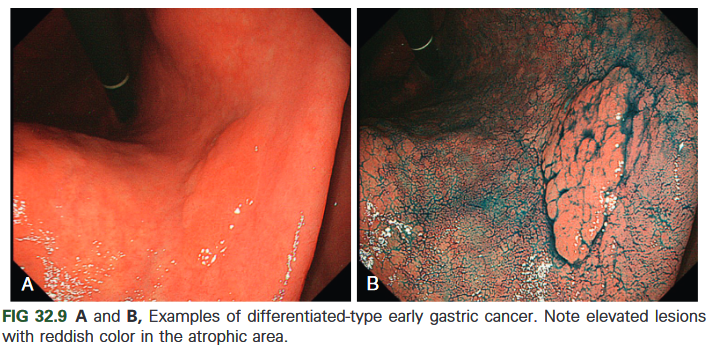 A
B
FIG 32.9 A and B, Examples of differentiated-type early gastric cancer. Note elevated lesions
with reddish color in the atrophic area.